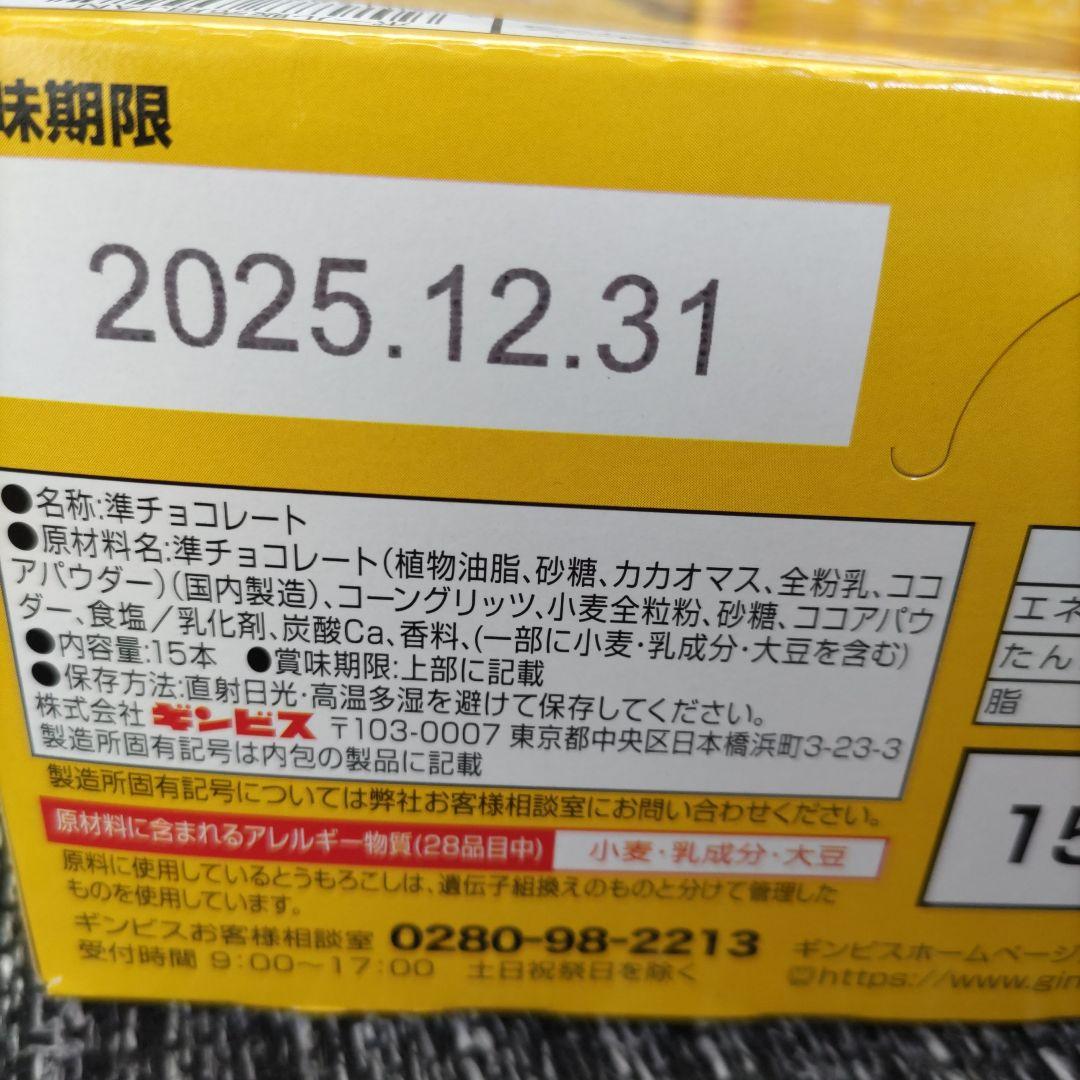 味期限
2025.12.31
●名称:準チョコレート
●原材料名:準チョコレート(植物油脂、砂糖、カカオマス、全粉乳、ココ
アパウダー)(国内製造)、コーングリッツ、小麦全粒粉、砂糖、ココアパウ
ダー、食塩/乳化剤、炭酸Ca、香料、(一部に小麦・乳成分・大豆を含む)
●内容量:15本 ●賞味期限:上部に記載
●保存方法:直射日光・高温多湿を避けて保存してください。
株式会社 ギンビス 〒103-0007 東京都中央区日本橋浜町3-23-3
製造所固有記号は内包の製品に記載
製造所固有記号については弊社お客様相談室にお問い合わせください。
原材料に含まれるアレルギー物質(28品目中) 小麦・乳成分・大豆
原料に使用しているとうもろこしは、遺伝子組換えのものと分けて管理した
ものを使用しています。
ギンビスお客様相談室 0280-98-2213
受付時間 9:00〜17:00 土日祝祭日を除く
ギンビスホームページ
https://www.gin
エネ
たん
脂
15